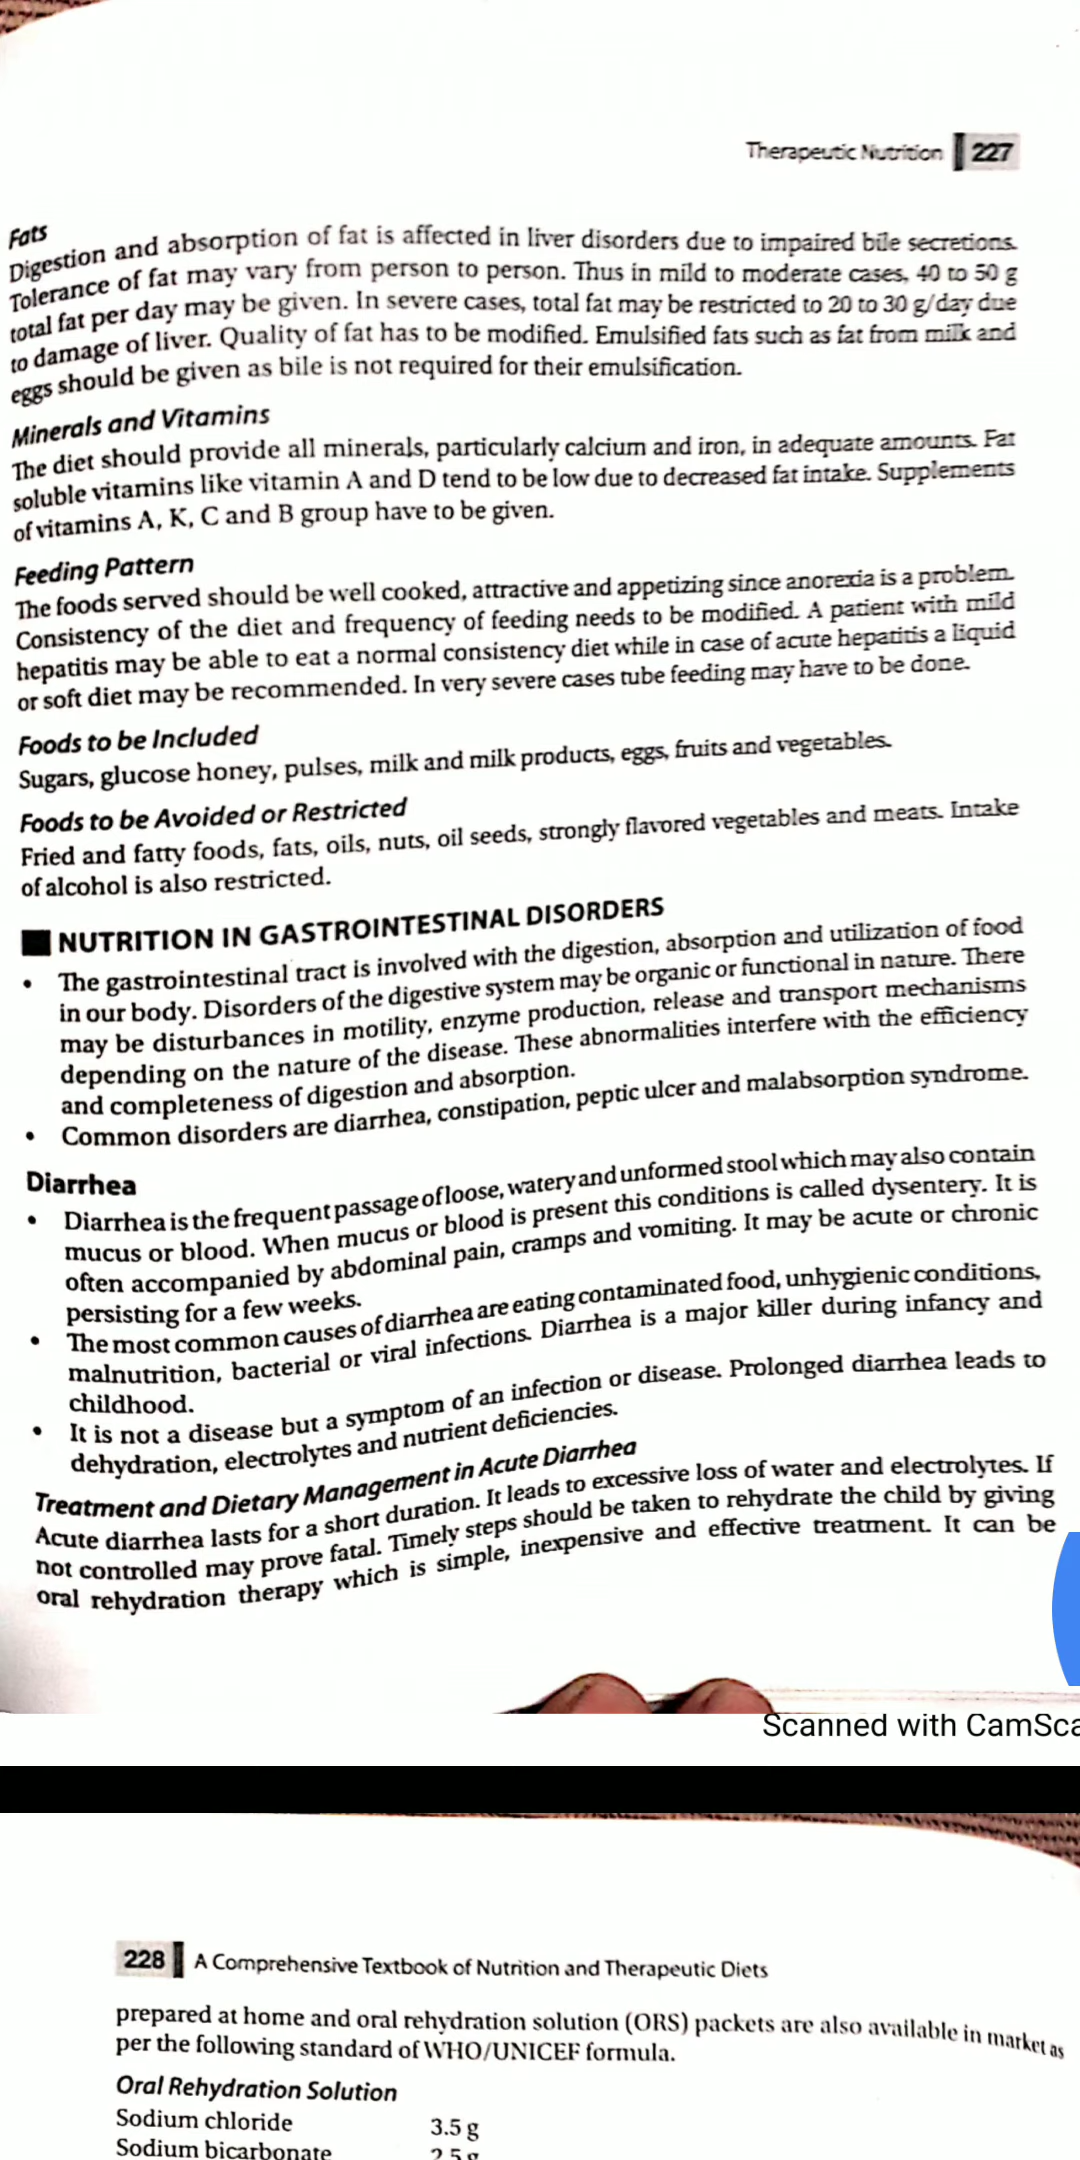 Therapeutic Nutrition 227
Fats
Digestion and absorption of fat is affected in liver disorders due to impaired bile secretions.
Tolerance of fat may vary from person to person. Thus in mild to moderate cases, 40 to 50 g
total fat per day may be given. In severe cases, total fat may be restricted to 20 to 30 g/day due
to damage of liver. Quality of fat has to be modified. Emulsified fats such as fat from milk and
eggs should be given as bile is not required for their emulsification.
Minerals and Vitamins
The diet should provide all minerals, particularly calcium and iron, in adequate amounts. Fat
soluble vitamins like vitamin A and D tend to be low due to decreased fat intake. Supplements
of vitamins A, K, C and B group have to be given.
Feeding Pattern
The foods served should be well cooked, attractive and appetizing since anorexia is a problem.
Consistency of the diet and frequency of feeding needs to be modified. A patient with mild
hepatitis may be able to eat a normal consistency diet while in case of acute hepatitis a liquid
or soft diet may be recommended. In very severe cases tube feeding may have to be done.
Foods to be Included
Sugars, glucose honey, pulses, milk and milk products, eggs, fruits and vegetables.
Foods to be Avoided or Restricted
Fried and fatty foods, fats, oils, nuts, oil seeds, strongly flavored vegetables and meats. Intake
of alcohol is also restricted.
NUTRITION IN GASTROINTESTINAL DISORDERS
• The gastrointestinal tract is involved with the digestion, absorption and utilization of food
in our body. Disorders of the digestive system may be organic or functional in nature. There
may be disturbances in motility, enzyme production, release and transport mechanisms
depending on the nature of the disease. These abnormalities interfere with the efficiency
and completeness of digestion and absorption.
• Common disorders are diarrhea, constipation, peptic ulcer and malabsorption syndrome.
Diarrhea
• Diarrhea is the frequent passage of loose, watery and unformed stool which may also contain
mucus or blood. When mucus or blood is present this conditions is called dysentery. It is
often accompanied by abdominal pain, cramps and vomiting. It may be acute or chronic
persisting for a few weeks.
• The most common causes of diarrhea are eating contaminated food, unhygienic conditions,
malnutrition, bacterial or viral infections. Diarrhea is a major killer during infancy and
childhood.
• It is not a disease but a symptom of an infection or disease. Prolonged diarrhea leads to
dehydration, electrolytes and nutrient deficiencies.
Treatment and Dietary Management in Acute Diarrhea
Acute diarrhea lasts for a short duration. It leads to excessive loss of water and electrolytes. If
not controlled may prove fatal. Timely steps should be taken to rehydrate the child by giving
oral rehydration therapy which is simple, inexpensive and effective treatment. It can be
Scanned with CamSca
228 A Comprehensive Textbook of Nutrition and Therapeutic Diets
prepared at home and oral rehydration solution (ORS) packets are also available in market as
per the following standard of WHO/UNICEF formula.
Oral Rehydration Solution
Sodium chloride 3.5 g
Sodium bicarbonate 2.5 g